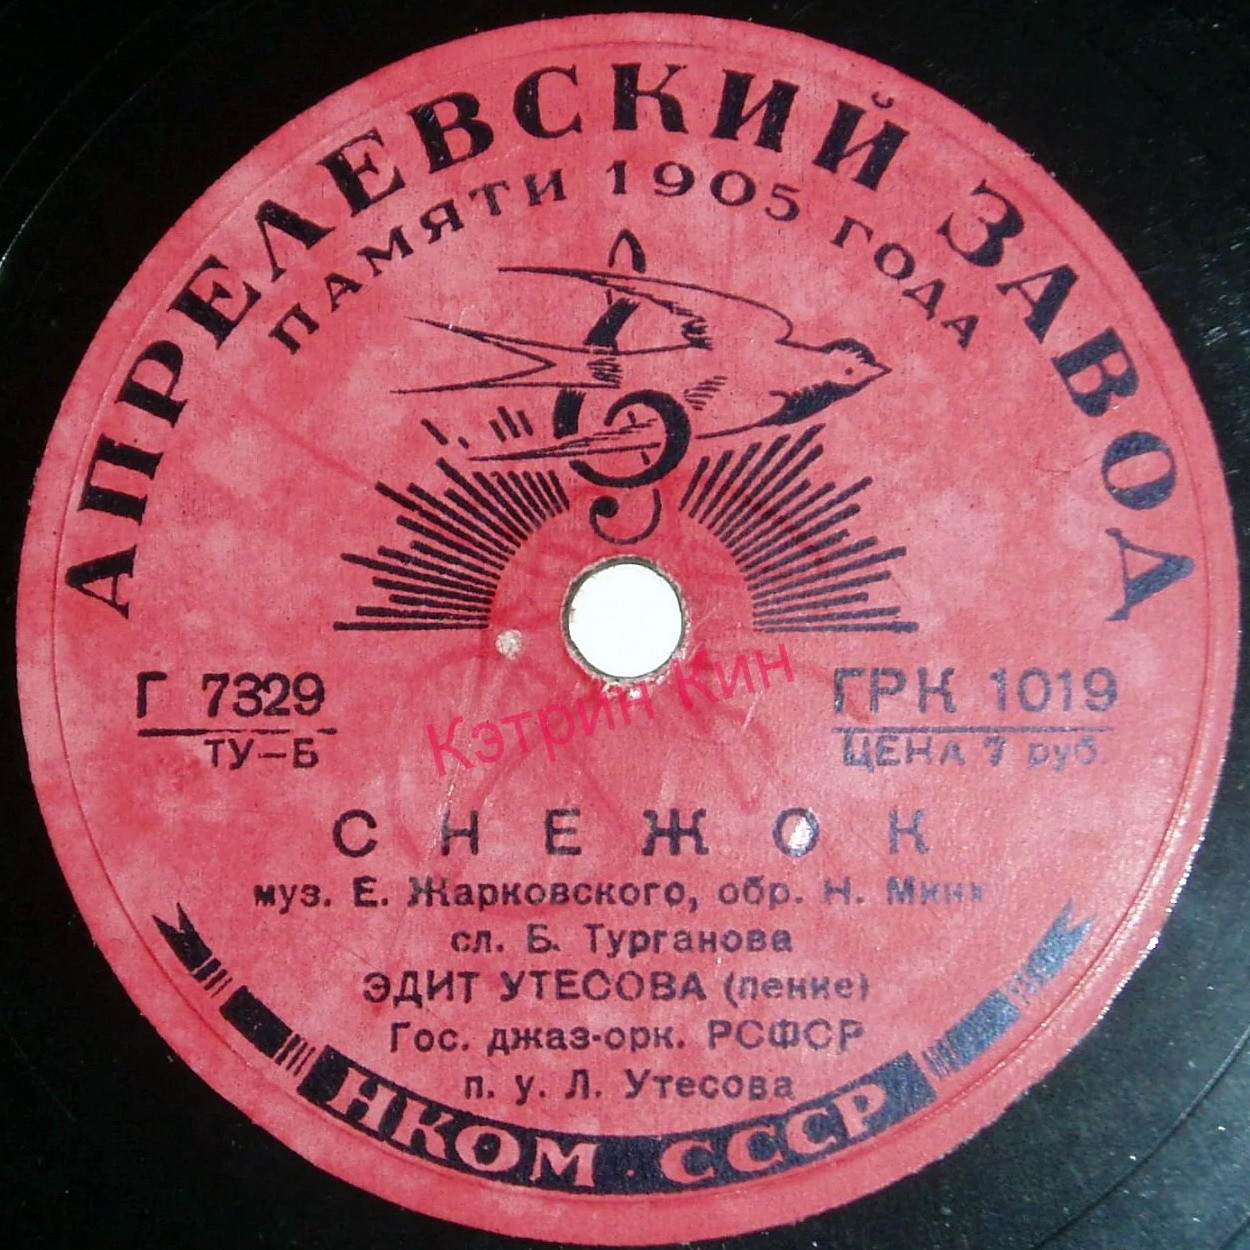 АПРЕЛЕВСКИЙ ЗАВОД
ПАМЯТИ 1905 ГОДА
Г 7329
ТУ–Б
ГРК 1019
ЦЕНА 7 руб
Кэтрин Кин
СНЕЖОК
муз. Е. Жарковского, обр. Н. Минх
сл. Б. Турганова
ЭДИТ УТЕСОВА (пение)
Гос. джаз-орк. РСФСР
п. у. Л. Утесова
НКОМ · СССР